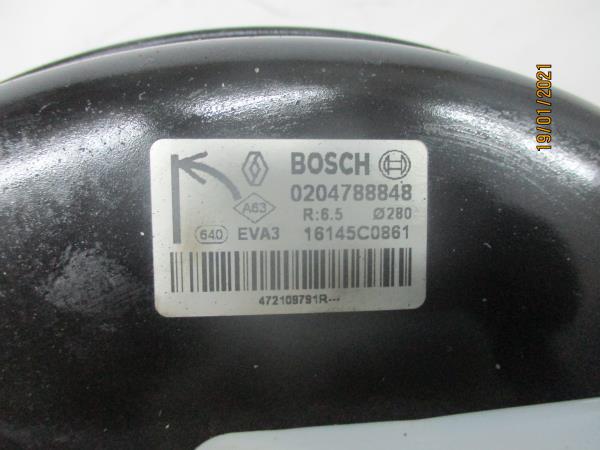 BOSCH
0204788848
A63
R:6.5 Ø280
640 EVA3 16145C0861
472109791R---
19/01/2021